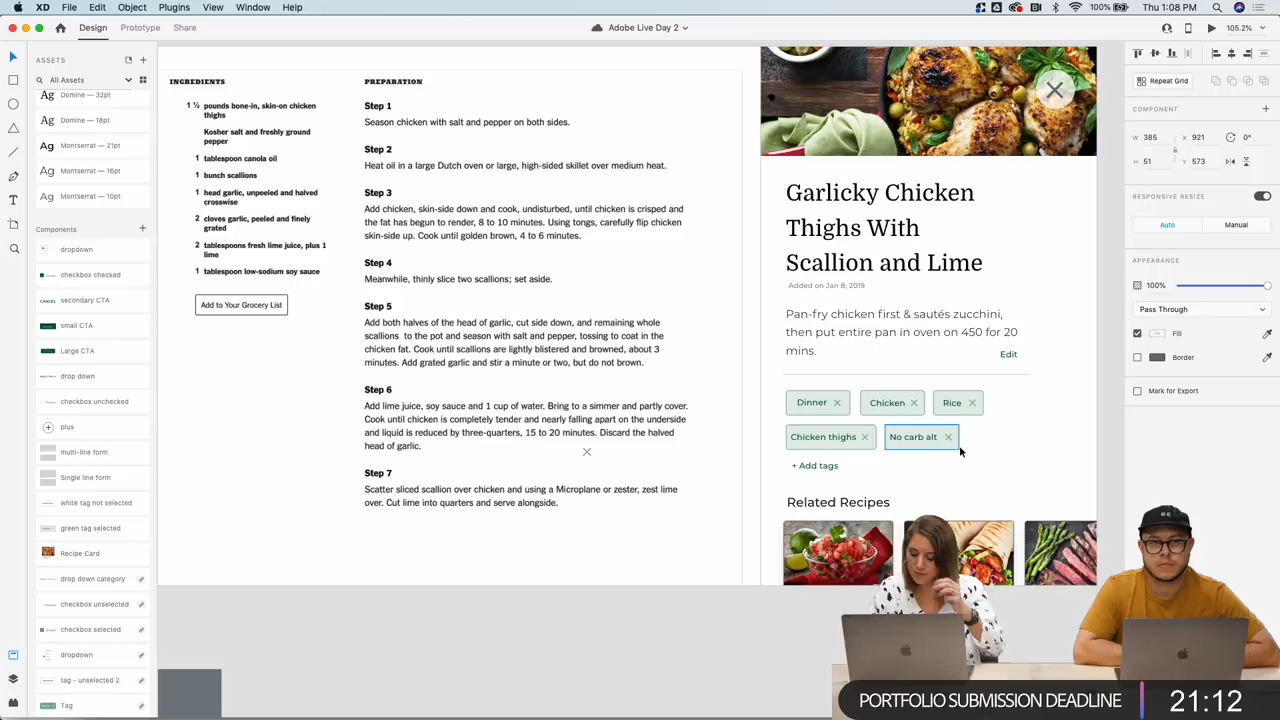 XD File Edit Object Plugins View Window Help
100% Thu 1:08 PM
Design Prototype Share
Adobe Live Day 2
105.2%
ASSETS
All Assets
Ag Domine — 32pt
Ag Domine — 18pt
Ag Montserrat — 21pt
Ag Montserrat — 16pt
Ag Montserrat — 10pt
Components
dropdown
checkbox checked
CANCEL secondary CTA
small CTA
Large CTA
drop down
checkbox unchecked
plus
multi-line form
Single line form
white tag not selected
green tag selected
Recipe Card
drop down category
checkbox unselected
checkbox selected
dropdown
tag - unselected 2
Tag
INGREDIENTS
1 ½ pounds bone-in, skin-on chicken
thighs
Kosher salt and freshly ground
pepper
1 tablespoon canola oil
1 bunch scallions
1 head garlic, unpeeled and halved
crosswise
2 cloves garlic, peeled and finely
grated
2 tablespoons fresh lime juice, plus 1
lime
1 tablespoon low-sodium soy sauce
Add to Your Grocery List
PREPARATION
Step 1
Season chicken with salt and pepper on both sides.
Step 2
Heat oil in a large Dutch oven or large, high-sided skillet over medium heat.
Step 3
Add chicken, skin-side down and cook, undisturbed, until chicken is crisped and
the fat has begun to render, 8 to 10 minutes. Using tongs, carefully flip chicken
skin-side up. Cook until golden brown, 4 to 6 minutes.
Step 4
Meanwhile, thinly slice two scallions; set aside.
Step 5
Add both halves of the head of garlic, cut side down, and remaining whole
scallions to the pot and season with salt and pepper, tossing to coat in the
chicken fat. Cook until scallions are lightly blistered and browned, about 3
minutes. Add grated garlic and stir a minute or two, but do not brown.
Step 6
Add lime juice, soy sauce and 1 cup of water. Bring to a simmer and partly cover.
Cook until chicken is completely tender and nearly falling apart on the underside
and liquid is reduced by three-quarters, 15 to 20 minutes. Discard the halved
head of garlic.
Step 7
Scatter sliced scallion over chicken and using a Microplane or zester, zest lime
over. Cut lime into quarters and serve alongside.
Garlicky Chicken
Thighs With
Scallion and Lime
Added on Jan 8, 2019
Pan-fry chicken first & sautés zucchini,
then put entire pan in oven on 450 for 20
mins.
Edit
Dinner Chicken Rice
Chicken thighs No carb alt
+ Add tags
Related Recipes
Repeat Grid
COMPONENT
W 385 X 921 0°
H 51 Y 573
RESPONSIVE RESIZE
Auto Manual
APPEARANCE
100%
Pass Through
Fill
Border
Mark for Export
PORTFOLIO SUBMISSION DEADLINE 21:12